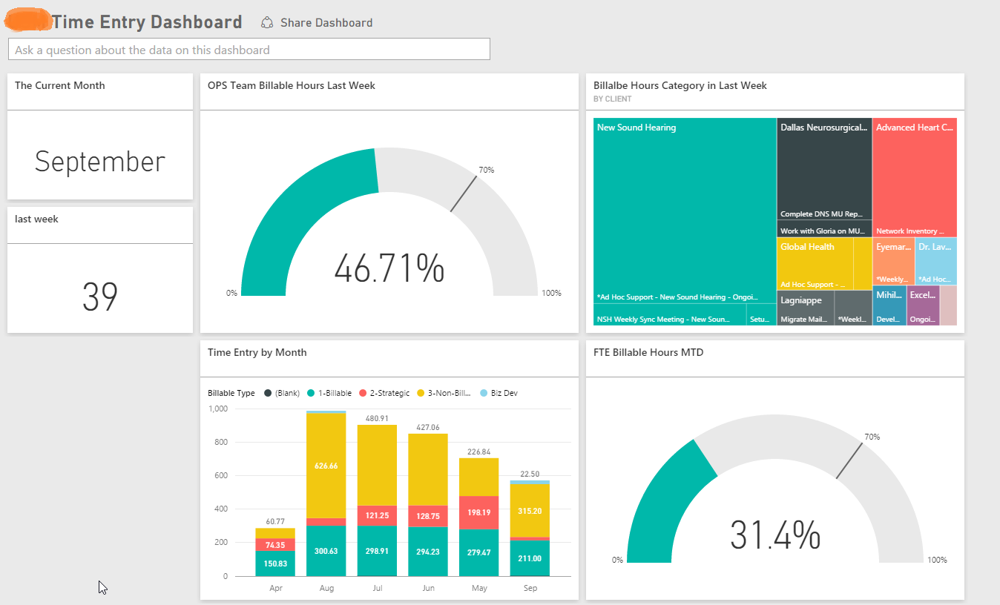 Time Entry Dashboard
Share Dashboard
Ask a question about the data on this dashboard
The Current Month
September
last week
39
OPS Team Billable Hours Last Week
70%
46.71%
0%
100%
Billalbe Hours Category in Last Week
BY CLIENT
New Sound Hearing
*Ad Hoc Support - New Sound Hearing - Ongoi...
NSH Weekly Sync Meeting - New Soun...
Setu...
Dallas Neurosurgical...
Complete DNS MU Rep...
Work with Gloria on MU...
Advanced Heart C...
Network Inventory ...
Global Health
Ad Hoc Support - ...
Eyemar...
*Weekly...
Dr. Lav...
*Ad Hoc...
Lagniappe
Migrate Mail...
*Weekl...
Mihil...
Devel...
Excel...
Ongoi...
Time Entry by Month
Billable Type (Blank) 1-Billable 2-Strategic 3-Non-Bill... Biz Dev
1,000
800
600
400
200
0
60.77
74.35
150.83
626.66
300.63
480.91
121.25
298.91
427.06
128.75
294.23
226.84
198.19
279.47
22.50
315.20
211.00
Apr Aug Jul Jun May Sep
FTE Billable Hours MTD
70%
31.4%
0%
100%